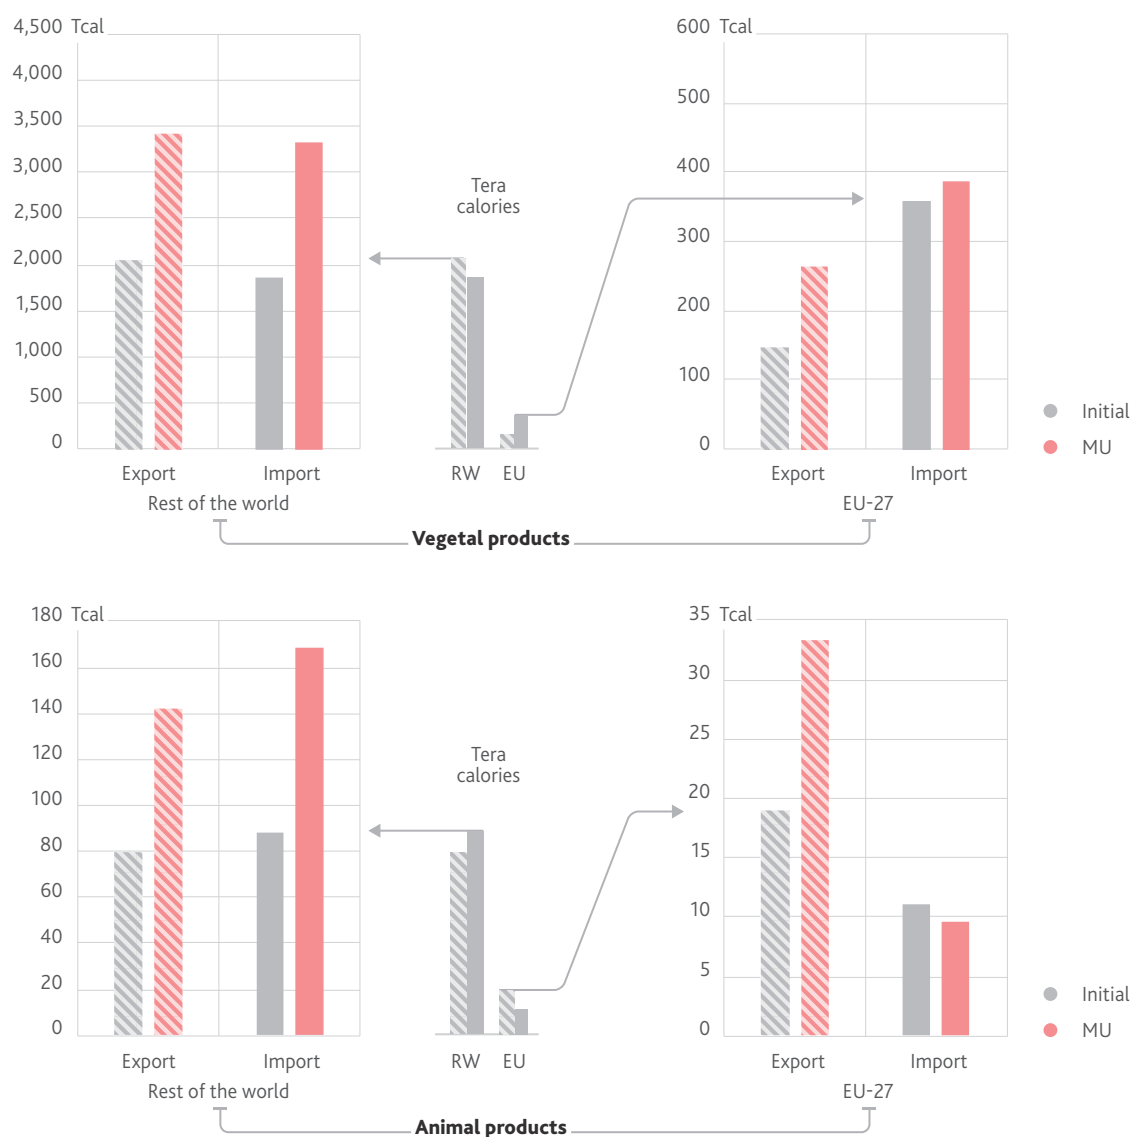 4,500 Tcal
4,000
3,500
3,000
2,500
2,000
1,500
1,000
500
0
Export Import
Rest of the world
Tera
calories
RW EU
600 Tcal
500
400
300
200
100
0
Export Import
EU-27
Initial
MU
Vegetal products
180 Tcal
160
140
120
100
80
60
40
20
0
Export Import
Rest of the world
Tera
calories
RW EU
35 Tcal
30
25
20
15
10
5
0
Export Import
EU-27
Initial
MU
Animal products